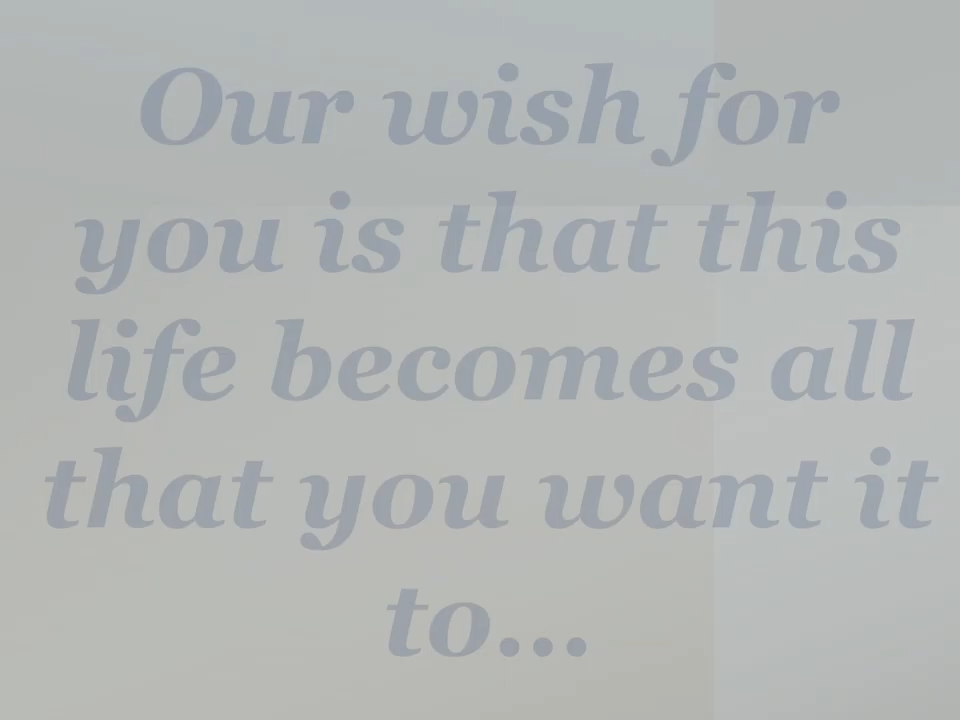 Our wish for
you is that this
life becomes all
that you want it
to...